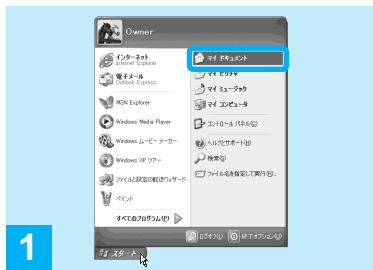 Owner
インターネット
Internet Explorer
電子メール
Outlook Express
MSN Explorer
Windows Media Player
Windows ムービー メーカー
Windows XP ツアー
ファイルと設定の転送ウィザード
ペイント
すべてのプログラム(P)
マイ ドキュメント
マイ ピクチャ
マイ ミュージック
マイ コンピュータ
コントロール パネル(C)
ヘルプとサポート(H)
検索(S)
ファイル名を指定して実行(R)...
ログオフ(L)
終了オプション(U)
スタート
1